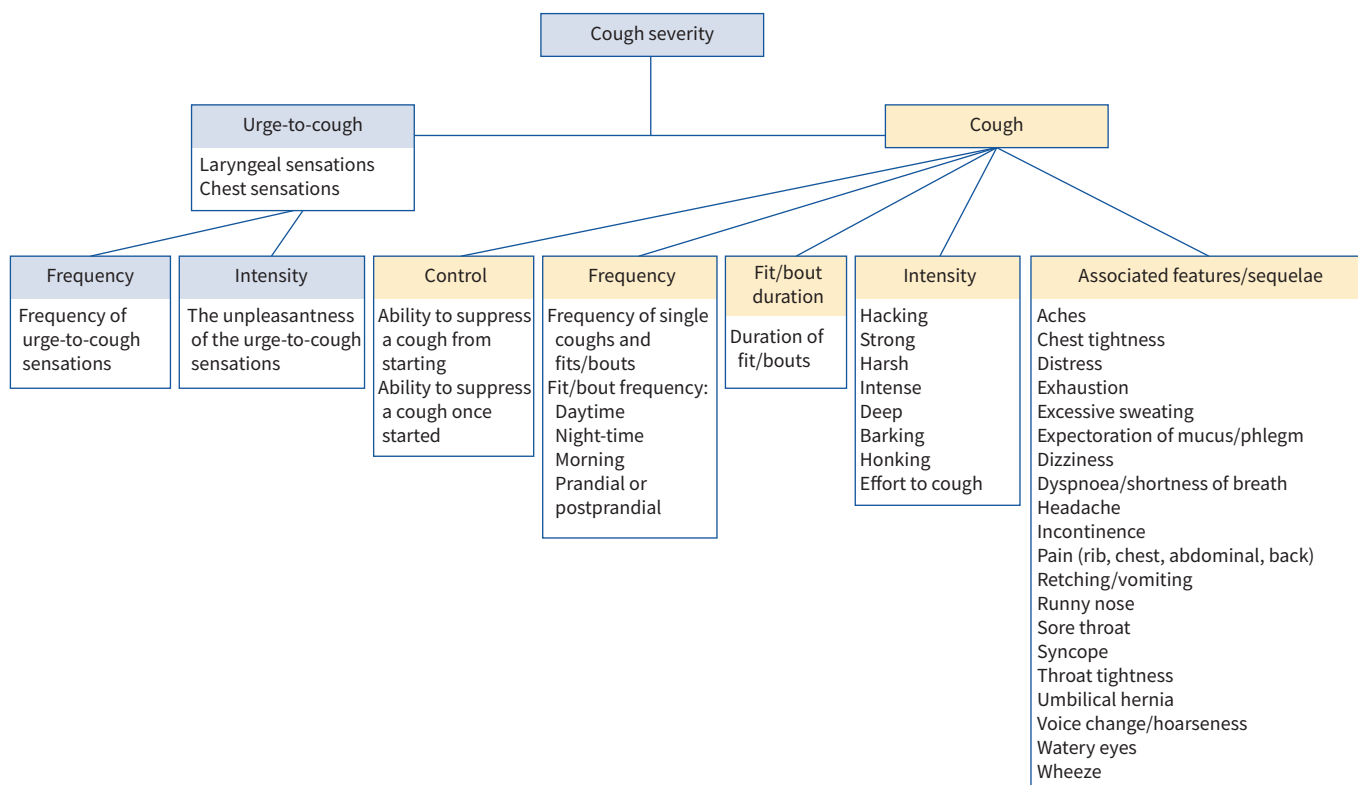 Cough severity
Urge-to-cough
Laryngeal sensations
Chest sensations
Cough
Frequency
Frequency of
urge-to-cough
sensations
Intensity
The unpleasantness
of the urge-to-cough
sensations
Control
Ability to suppress
a cough from
starting
Ability to suppress
a cough once
started
Frequency
Frequency of single
coughs and
fits/bouts
Fit/bout frequency:
Daytime
Night-time
Morning
Prandial or
postprandial
Fit/bout
duration
Duration of
fit/bouts
Intensity
Hacking
Strong
Harsh
Intense
Deep
Barking
Honking
Effort to cough
Associated features/sequelae
Aches
Chest tightness
Distress
Exhaustion
Excessive sweating
Expectoration of mucus/phlegm
Dizziness
Dyspnoea/shortness of breath
Headache
Incontinence
Pain (rib, chest, abdominal, back)
Retching/vomiting
Runny nose
Sore throat
Syncope
Throat tightness
Umbilical hernia
Voice change/hoarseness
Watery eyes
Wheeze